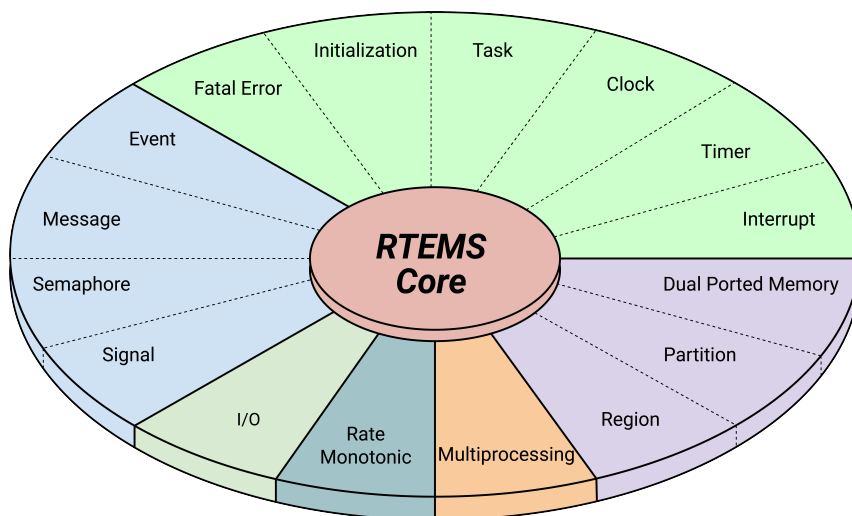 Initialization
Task
Fatal Error
Clock
Event
Timer
Message
Interrupt
RTEMS
Core
Semaphore
Dual Ported Memory
Signal
Partition
I/O
Region
Rate
Monotonic
Multiprocessing